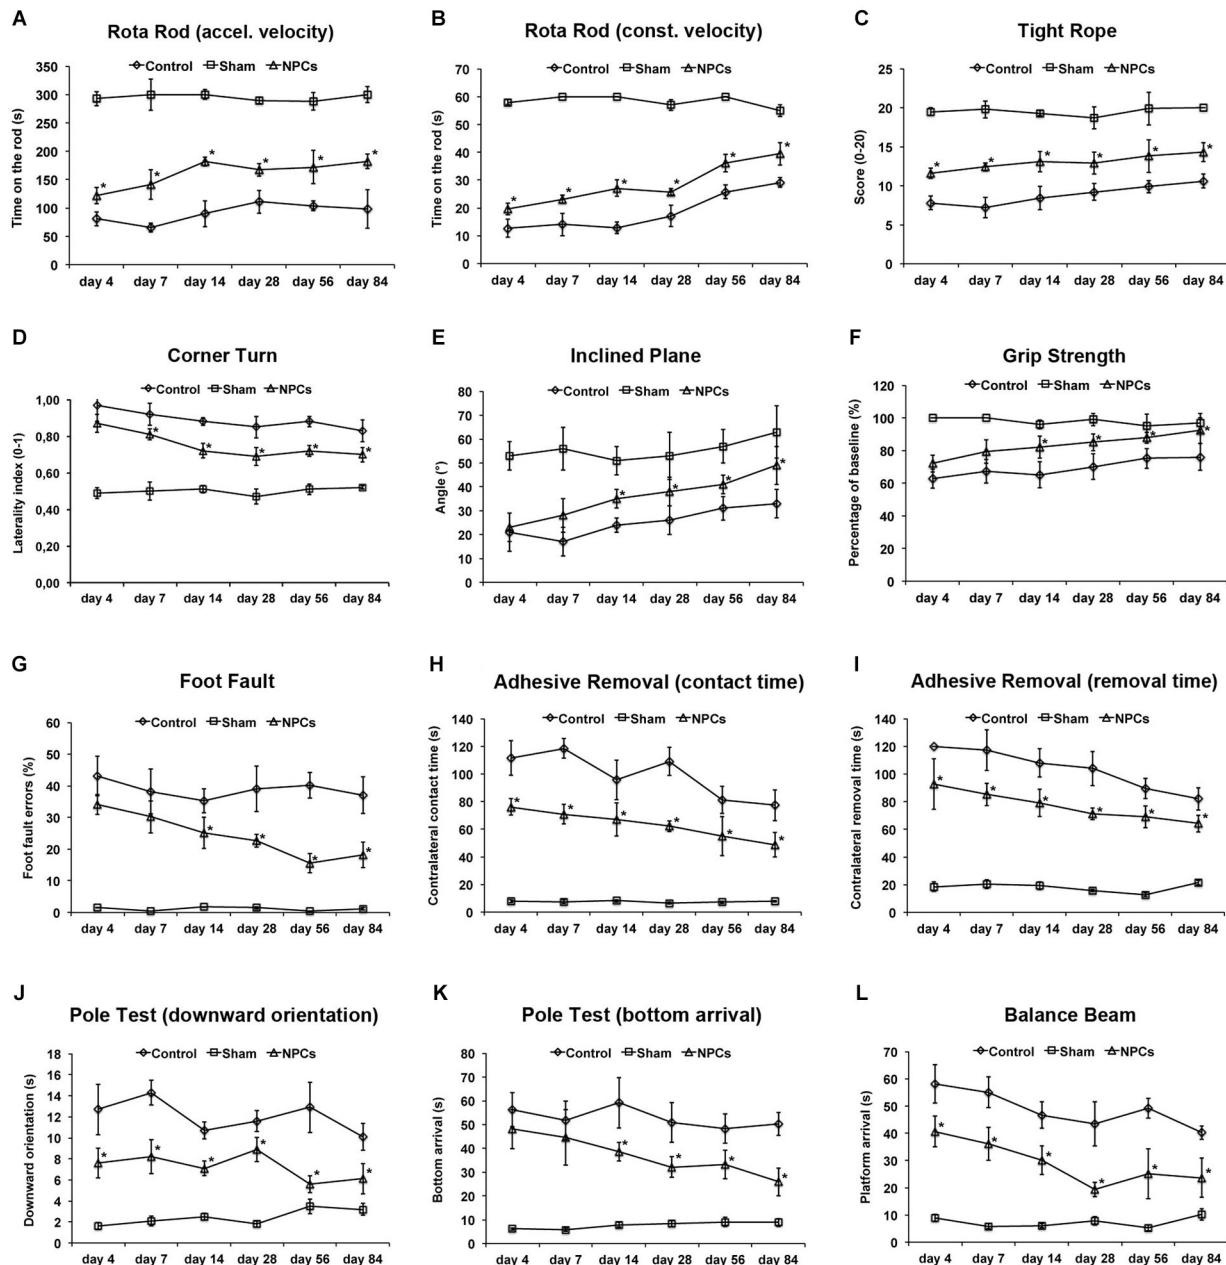 A
Rota Rod (accel. velocity)
Control Sham NPCs
Time on the rod (s)
350
300
250
200
150
100
50
0
* * * * * *
day 4 day 7 day 14 day 28 day 56 day 84
B
Rota Rod (const. velocity)
Control Sham NPCs
Time on the rod (s)
70
60
50
40
30
20
10
0
* * * * * *
day 4 day 7 day 14 day 28 day 56 day 84
C
Tight Rope
Control Sham NPCs
Score (0-20)
25
20
15
10
5
0
* * * * * *
day 4 day 7 day 14 day 28 day 56 day 84
D
Corner Turn
Control Sham NPCs
Laterality index (0-1)
1,00
0,80
0,60
0,40
0,20
0,00
* * * * *
day 4 day 7 day 14 day 28 day 56 day 84
E
Inclined Plane
Control Sham NPCs
Angle (°)
80
70
60
50
40
30
20
10
0
* * * *
day 4 day 7 day 14 day 28 day 56 day 84
F
Grip Strength
Control Sham NPCs
Percentage of baseline (%)
120
100
80
60
40
20
0
* * * *
day 4 day 7 day 14 day 28 day 56 day 84
G
Foot Fault
Control Sham NPCs
Foot fault errors (%)
60
50
40
30
20
10
0
* * * *
day 4 day 7 day 14 day 28 day 56 day 84
H
Adhesive Removal (contact time)
Control Sham NPCs
Contralateral contact time (s)
140
120
100
80
60
40
20
0
* * * * * *
day 4 day 7 day 14 day 28 day 56 day 84
I
Adhesive Removal (removal time)
Control Sham NPCs
Contralateral removal time (s)
140
120
100
80
60
40
20
0
* * * * * *
day 4 day 7 day 14 day 28 day 56 day 84
J
Pole Test (downward orientation)
Control Sham NPCs
Downward orientation (s)
18
16
14
12
10
8
6
4
2
0
* * * * * *
day 4 day 7 day 14 day 28 day 56 day 84
K
Pole Test (bottom arrival)
Control Sham NPCs
Bottom arrival (s)
80
70
60
50
40
30
20
10
0
* * * *
day 4 day 7 day 14 day 28 day 56 day 84
L
Balance Beam
Control Sham NPCs
Platform arrival (s)
70
60
50
40
30
20
10
0
* * * * * *
day 4 day 7 day 14 day 28 day 56 day 84